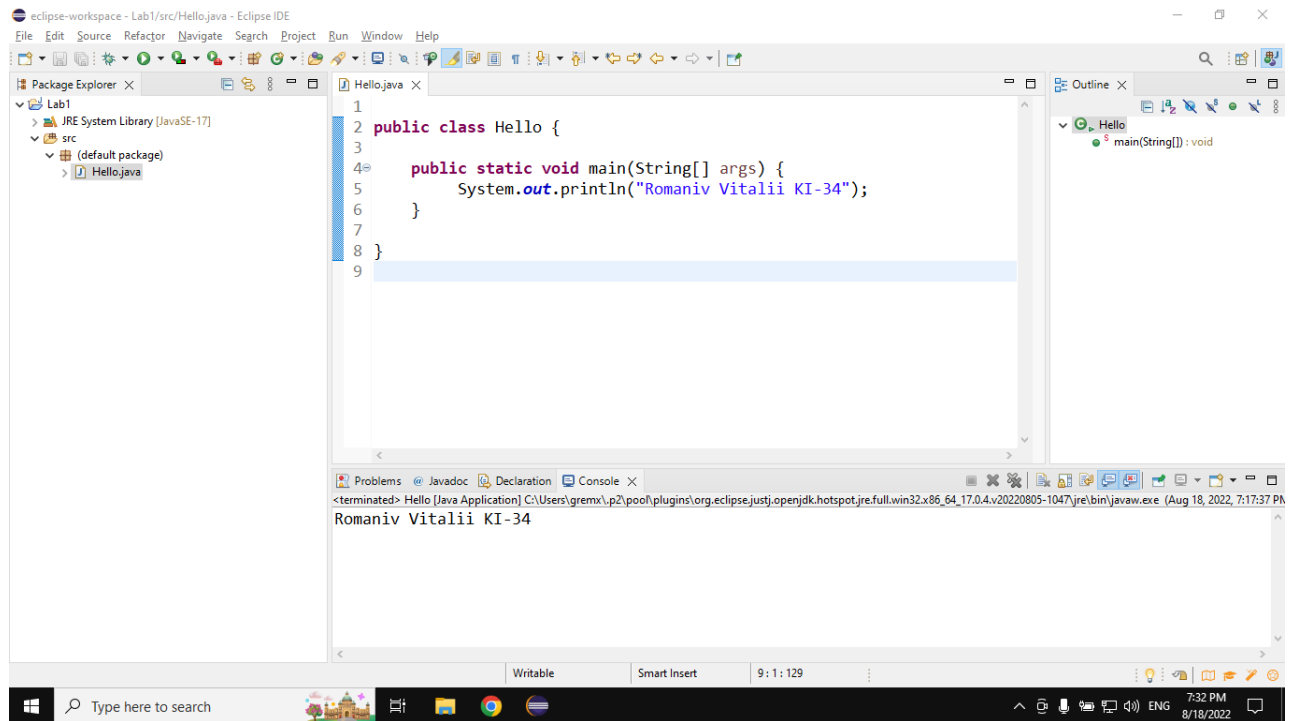 eclipse-workspace - Lab1/src/Hello.java - Eclipse IDE
File Edit Source Refactor Navigate Search Project Run Window Help
Package Explorer
Lab1
JRE System Library [JavaSE-17]
src
(default package)
Hello.java
Hello.java
1
2 public class Hello {
3
4 public static void main(String[] args) {
5 System.out.println("Romaniv Vitalii KI-34");
6 }
7
8 }
9
Outline
Hello
main(String[]) : void
Problems @ Javadoc Declaration Console
<terminated> Hello [Java Application] C:\Users\gremx\.p2\pool\plugins\org.eclipse.justj.openjdk.hotspot.jre.full.win32.x86_64_17.0.4.v20220805-1047\jre\bin\javaw.exe (Aug 18, 2022, 7:17:37 PM
Romaniv Vitalii KI-34
Writable Smart Insert 9 : 1 : 129
Type here to search
ENG
7:32 PM
8/18/2022